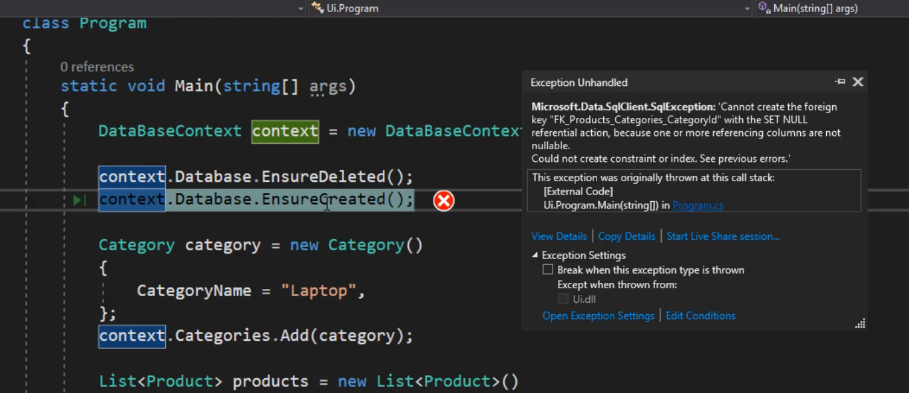 Ui.Program
Main(string[] args)
class Program
{
0 references
static void Main(string[] args)
{
DataBaseContext context = new DataBaseContext
context.Database.EnsureDeleted();
context.Database.EnsureCreated();
Category category = new Category()
{
CategoryName = "Laptop",
};
context.Categories.Add(category);
List<Product> products = new List<Product>()
Exception Unhandled
Microsoft.Data.SqlClient.SqlException: 'Cannot create the foreign
key "FK_Products_Categories_CategoryId" with the SET NULL
referential action, because one or more referencing columns are not
nullable.
Could not create constraint or index. See previous errors.'
This exception was originally thrown at this call stack:
[External Code]
Ui.Program.Main(string[]) in Program.cs
View Details | Copy Details | Start Live Share session...
Exception Settings
Break when this exception type is thrown
Except when thrown from:
Ui.dll
Open Exception Settings | Edit Conditions